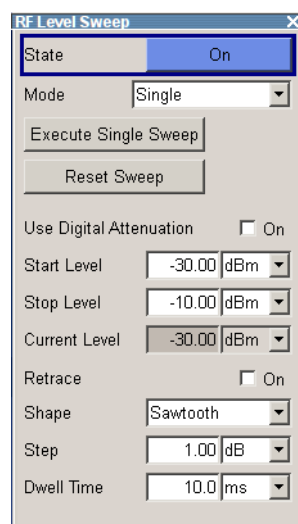 RF Level Sweep
State On
Mode Single
Execute Single Sweep
Reset Sweep
Use Digital Attenuation On
Start Level -30.00 dBm
Stop Level -10.00 dBm
Current Level -30.00 dBm
Retrace On
Shape Sawtooth
Step 1.00 dB
Dwell Time 10.0 ms